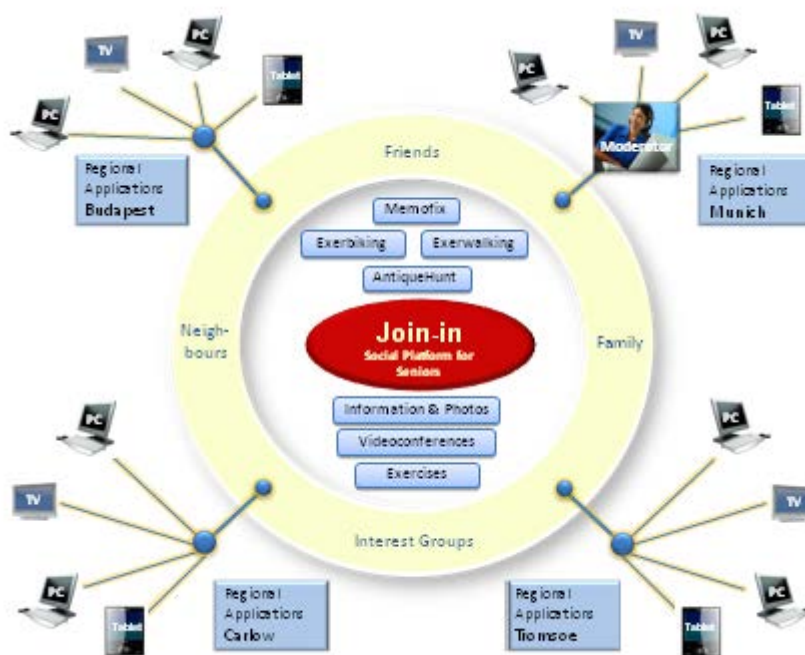 PC
TV
PC
Tablet
PC
TV
PC
Tablet
Moderator
Regional
Applications
Budapest
Regional
Applications
Munich
Friends
Memofix
Exerbiking
Exerwalking
AntiqueHunt
Join-in
Social Platform for
Seniors
Neigh-
bours
Family
Information & Photos
Videoconferences
Exercises
Interest Groups
PC
TV
PC
Tablet
Regional
Applications
Carlow
PC
TV
PC
Tablet
Regional
Applications
Tromsoe